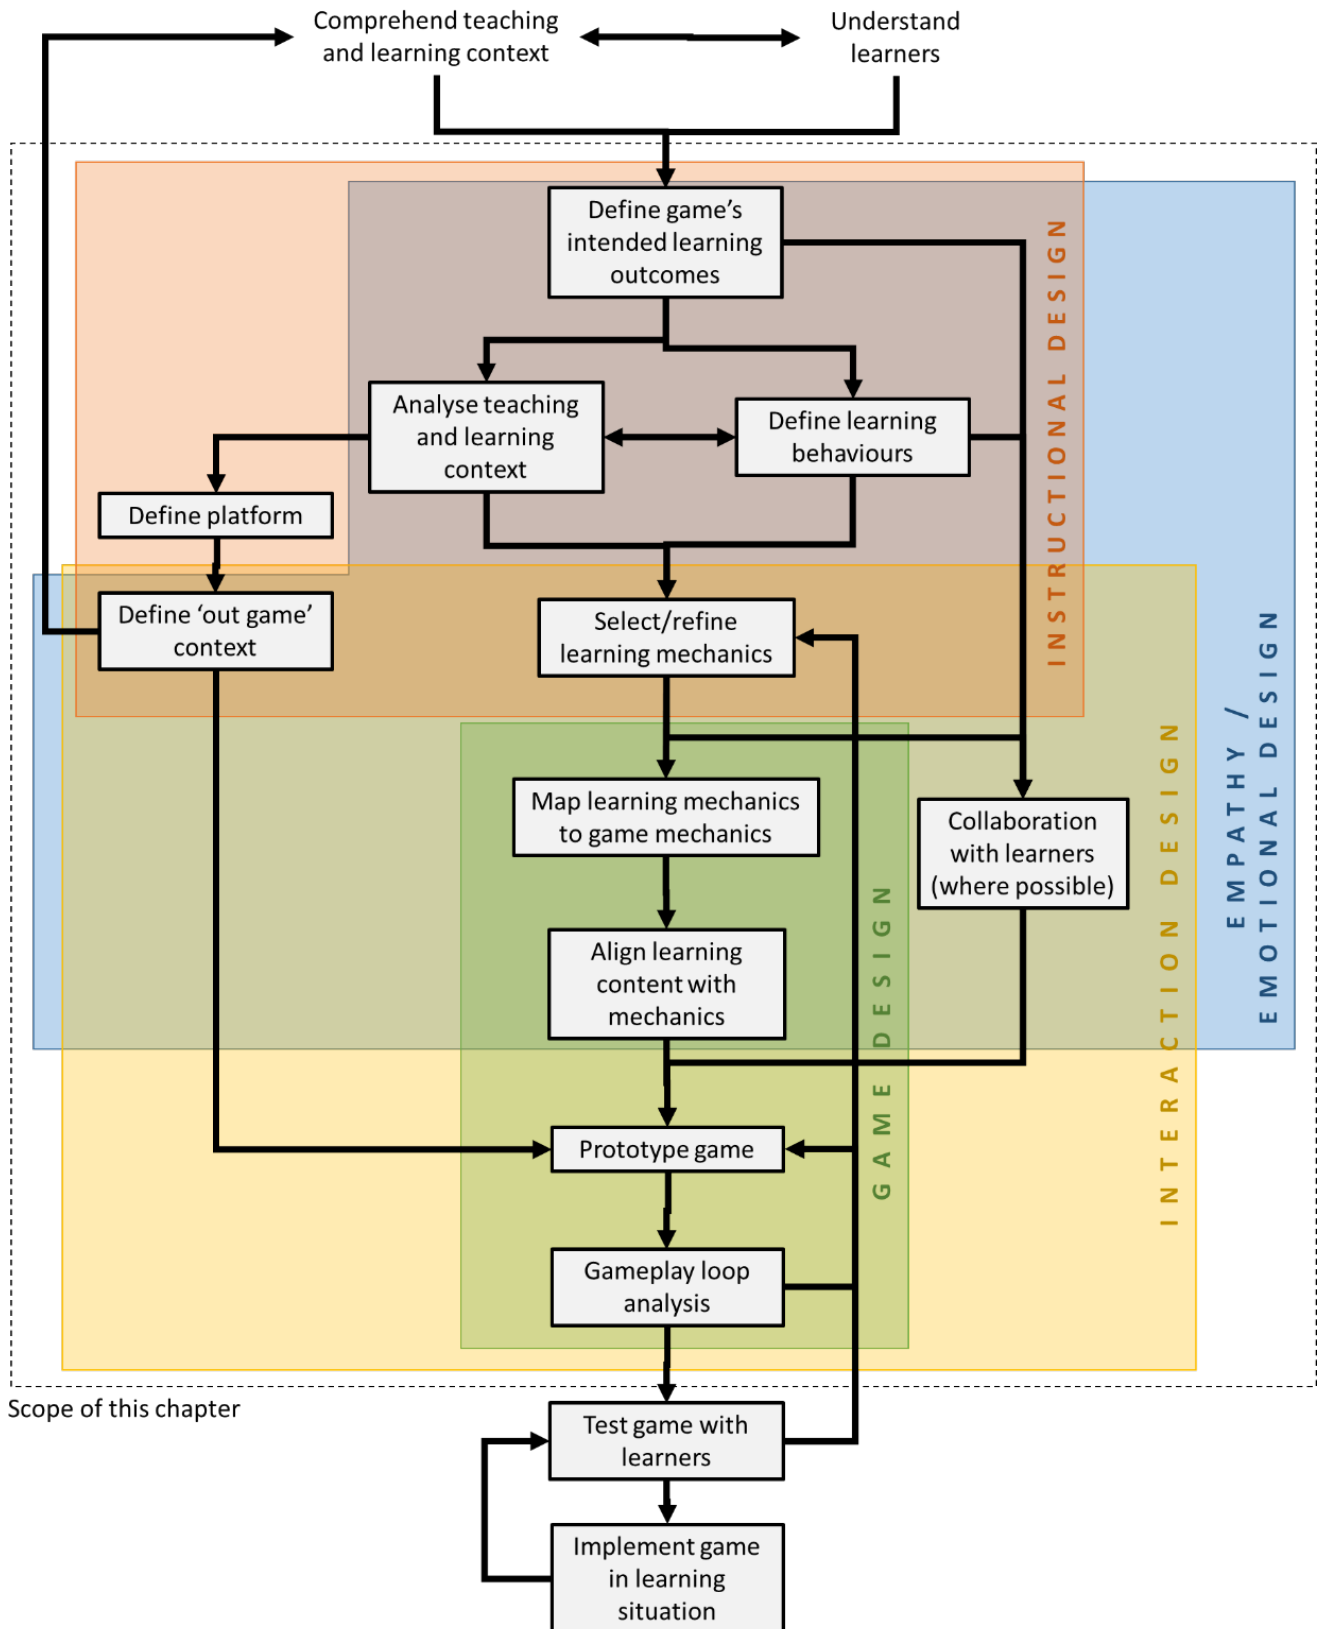 Comprehend teaching
and learning context
Understand
learners
Define game's
intended learning
outcomes
Analyse teaching
and learning
context
Define learning
behaviours
Define platform
Define 'out game'
context
Select/refine
learning mechanics
INSTRUCTIONAL DESIGN
EMPATHY /
EMOTIONAL DESIGN
Map learning mechanics
to game mechanics
Collaboration
with learners
(where possible)
INTERACTION DESIGN
Align learning
content with
mechanics
GAME DESIGN
Prototype game
Gameplay loop
analysis
Scope of this chapter
Test game with
learners
Implement game
in learning
situation